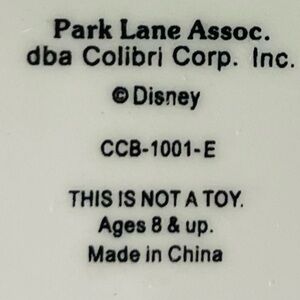 Park Lane Assoc.
dba Colibri Corp. Inc.
© Disney
CCB-1001-E
THIS IS NOT A TOY.
Ages 8 & up.
Made in China